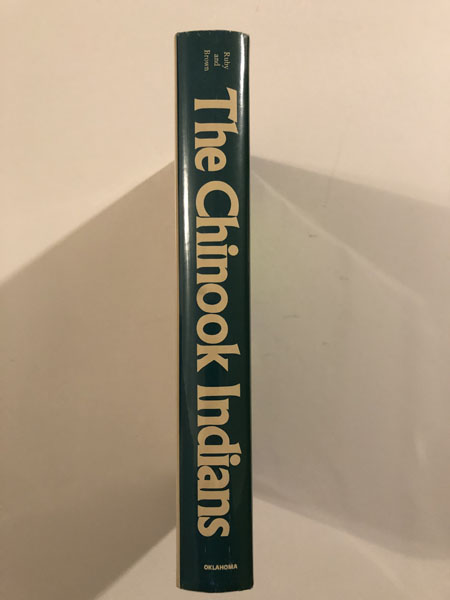 Ruby
and
Brown
The Chinook Indians
OKLAHOMA